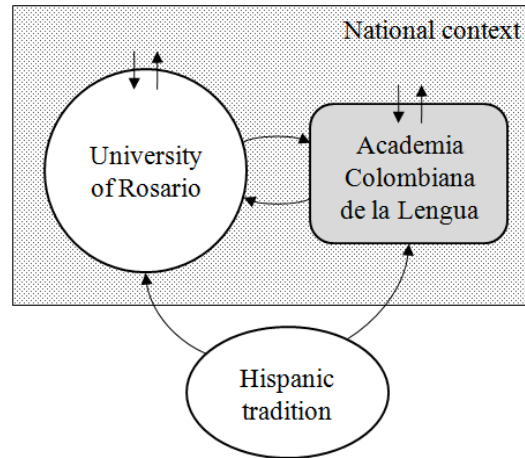 National context
University
of Rosario
Academia
Colombiana
de la Lengua
Hispanic
tradition